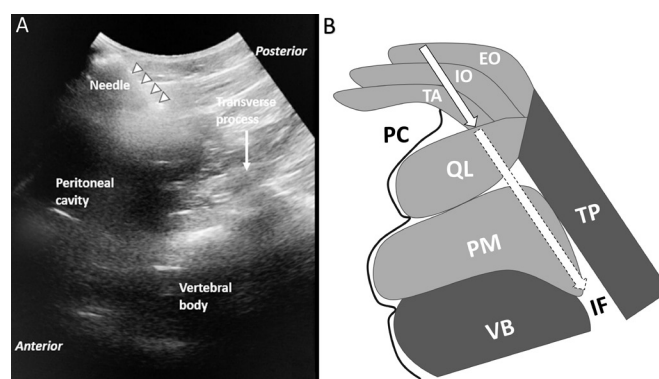 A
Posterior
Needle
Transverse
process
Peritoneal
cavity
Vertebral
body
Anterior
B
EO
IO
TA
PC
QL
TP
PM
IF
VB